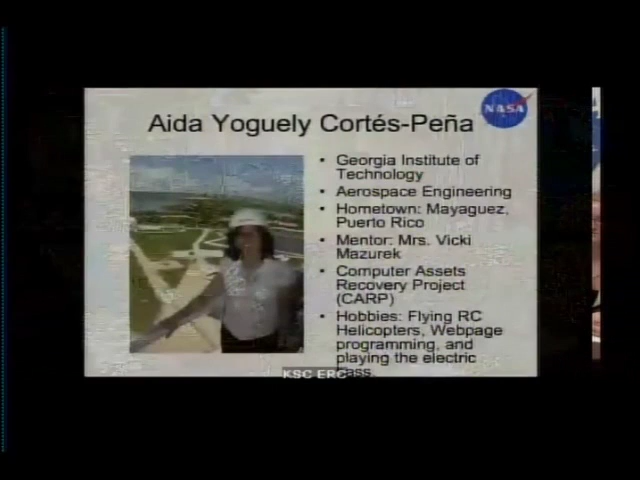 Aida Yoguely Cortés-Peña
NASA
• Georgia Institute of
Technology
• Aerospace Engineering
• Hometown: Mayaguez,
Puerto Rico
• Mentor: Mrs. Vicki
Mazurek
• Computer Assets
Recovery Project
(CARP)
• Hobbies: Flying RC
Helicopters, Webpage
programming, and
playing the electric
bass.
KSC ERC